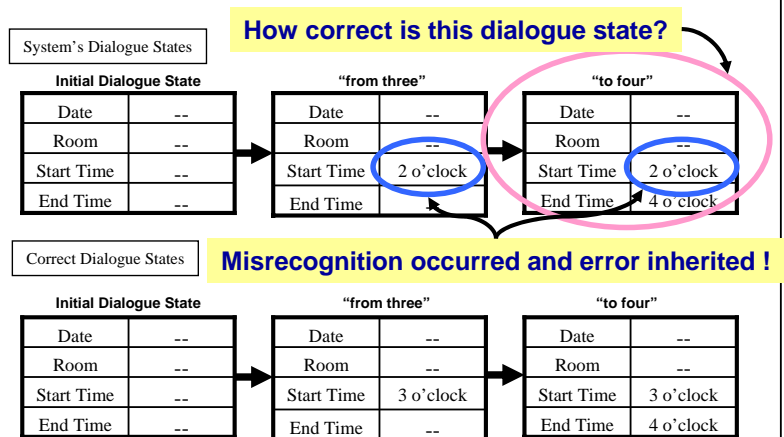 How correct is this dialogue state?
System's Dialogue States
Initial Dialogue State
Date --
Room --
Start Time --
End Time --
“from three”
Date --
Room --
Start Time 2 o’clock
End Time --
“to four”
Date --
Room --
Start Time 2 o’clock
End Time 4 o’clock
Misrecognition occurred and error inherited !
Correct Dialogue States
Initial Dialogue State
Date --
Room --
Start Time --
End Time --
“from three”
Date --
Room --
Start Time 3 o’clock
End Time --
“to four”
Date --
Room --
Start Time 3 o’clock
End Time 4 o’clock